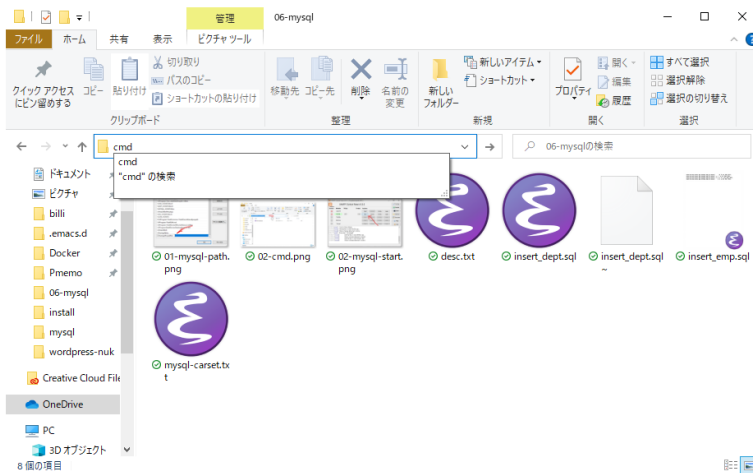 管理
06-mysql
ファイル
ホーム
共有
表示
ピクチャ ツール
クイック アクセス
にピン留めする
コピー
貼り付け
切り取り
パスのコピー
ショートカットの貼り付け
移動先
コピー先
削除
名前の
変更
新しい
フォルダー
新しいアイテム
ショートカット
プロパティ
開く
編集
履歴
すべて選択
選択解除
選択の切り替え
クリップボード
整理
新規
開く
選択
cmd
06-mysqlの検索
cmd
"cmd" の検索
ドキュメント
ピクチャ
billi
.emacs.d
Docker
Pmemo
06-mysql
install
mysql
wordpress-nuk
Creative Cloud File
OneDrive
PC
3D オブジェクト
01-mysql-path.
png
02-cmd.png
02-mysql-start.
png
desc.txt
insert_dept.sql
insert_dept.sql
~
insert_emp.sql
mysql-carset.tx
t
8 個の項目